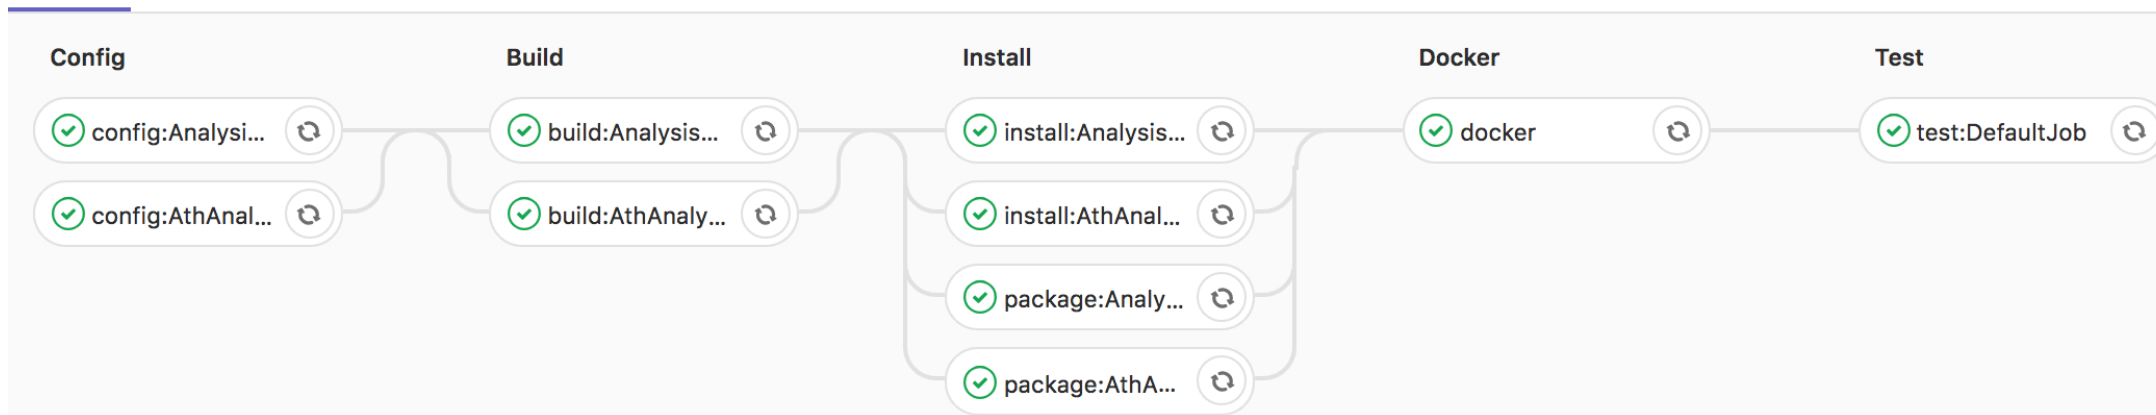 Config
config:Analysi...
config:AthAnal...
Build
build:Analysis...
build:AthAnaly...
Install
install:Analysis...
install:AthAnal...
package:Analy...
package:AthA...
Docker
docker
Test
test:DefaultJob